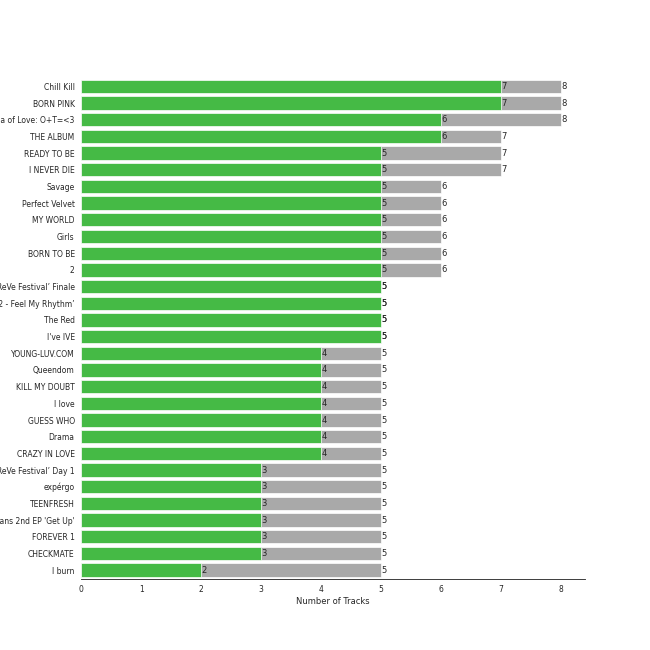 Chill Kill 7 8
BORN PINK 7 8
a of Love: O+T=<3 6 8
THE ALBUM 6 7
READY TO BE 5 7
I NEVER DIE 5 7
Savage 5 6
Perfect Velvet 5 6
MY WORLD 5 6
Girls 5 6
BORN TO BE 5 6
2 5 6
ReVe Festival' Finale 5
2 - Feel My Rhythm' 5
The Red 5
I've IVE 5
YOUNG-LUV.COM 4 5
Queendom 4 5
KILL MY DOUBT 4 5
I love 4 5
GUESS WHO 4 5
Drama 4 5
CRAZY IN LOVE 4 5
ReVe Festival' Day 1 3 5
expérgo 3 5
TEENFRESH 3 5
ans 2nd EP 'Get Up' 3 5
FOREVER 1 3 5
CHECKMATE 3 5
I burn 2 5
0 1 2 3 4 5 6 7 8
Number of Tracks